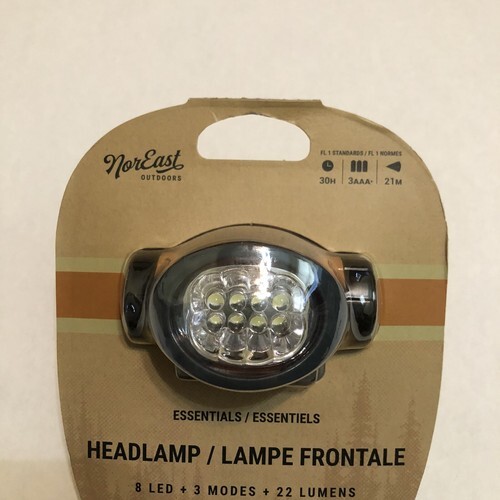 NorEast
OUTDOORS
FL 1 STANDARDS / FL 1 NORMES
30H 3AAA• 21M
ESSENTIALS / ESSENTIELS
HEADLAMP / LAMPE FRONTALE
8 LED + 3 MODES + 22 LUMENS